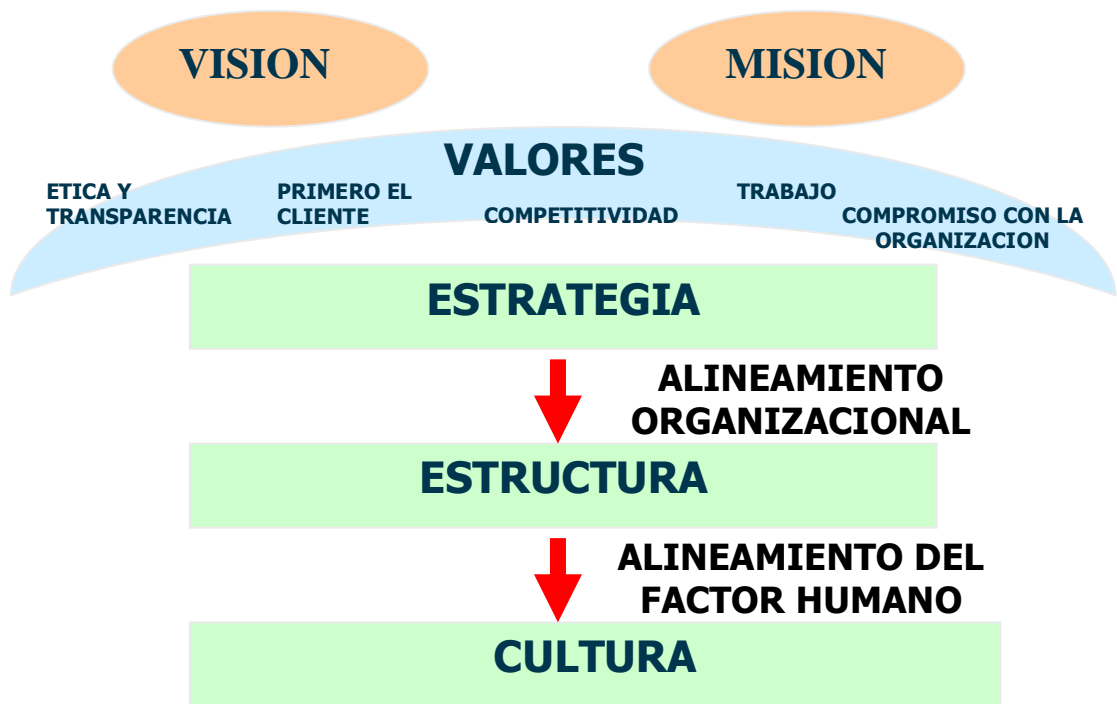 VISION
MISION
VALORES
ETICA Y
TRANSPARENCIA
PRIMERO EL
CLIENTE
COMPETITIVIDAD
TRABAJO
COMPROMISO CON LA
ORGANIZACION
ESTRATEGIA
ALINEAMIENTO
ORGANIZACIONAL
ESTRUCTURA
ALINEAMIENTO DEL
FACTOR HUMANO
CULTURA